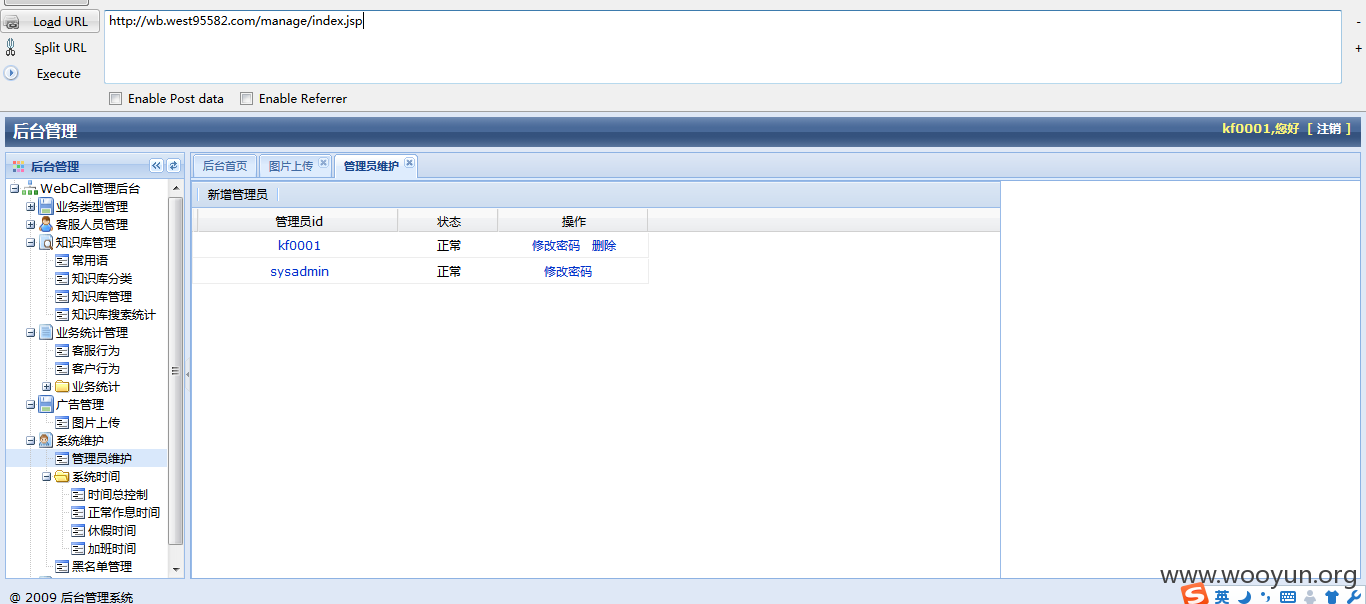 Load URL
http://wb.west95582.com/manage/index.jsp
-
Split URL
+
Execute
Enable Post data
Enable Referrer
后台管理
kf0001,您好 [ 注销 ]
后台管理
后台首页
图片上传
管理员维护
WebCall管理后台
业务类型管理
客服人员管理
知识库管理
常用语
知识库分类
知识库管理
知识库搜索统计
业务统计管理
客服行为
客户行为
业务统计
广告管理
图片上传
系统维护
管理员维护
系统时间
时间总控制
正常作息时间
休假时间
加班时间
黑名单管理
新增管理员
管理员id 状态 操作
kf0001 正常 修改密码 删除
sysadmin 正常 修改密码
www.wooyun.org
@ 2009 后台管理系统
S 英